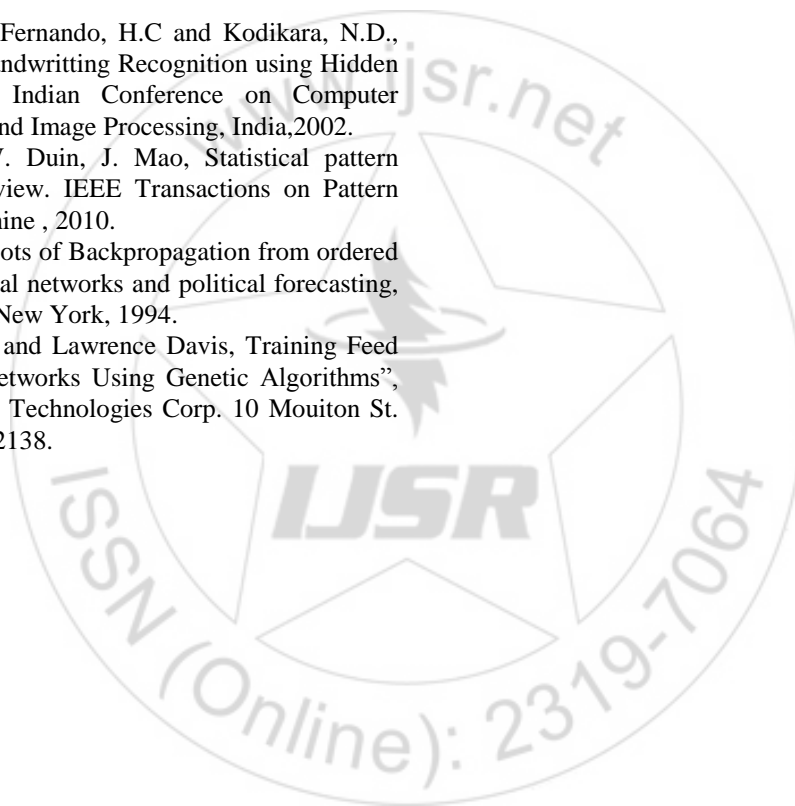 Fernando, H.C and Kodikara, N.D.,
andwritting Recognition using Hidden
Indian Conference on Computer
nd Image Processing, India,2002.
V. Duin, J. Mao, Statistical pattern
view. IEEE Transactions on Pattern
hine , 2010.
ots of Backpropagation from ordered
al networks and political forecasting,
New York, 1994.
and Lawrence Davis, Training Feed
etworks Using Genetic Algorithms”,
Technologies Corp. 10 Mouiton St.
2138.
www.ijsr.net
IJSR
ISSN (Online): 2319-7064